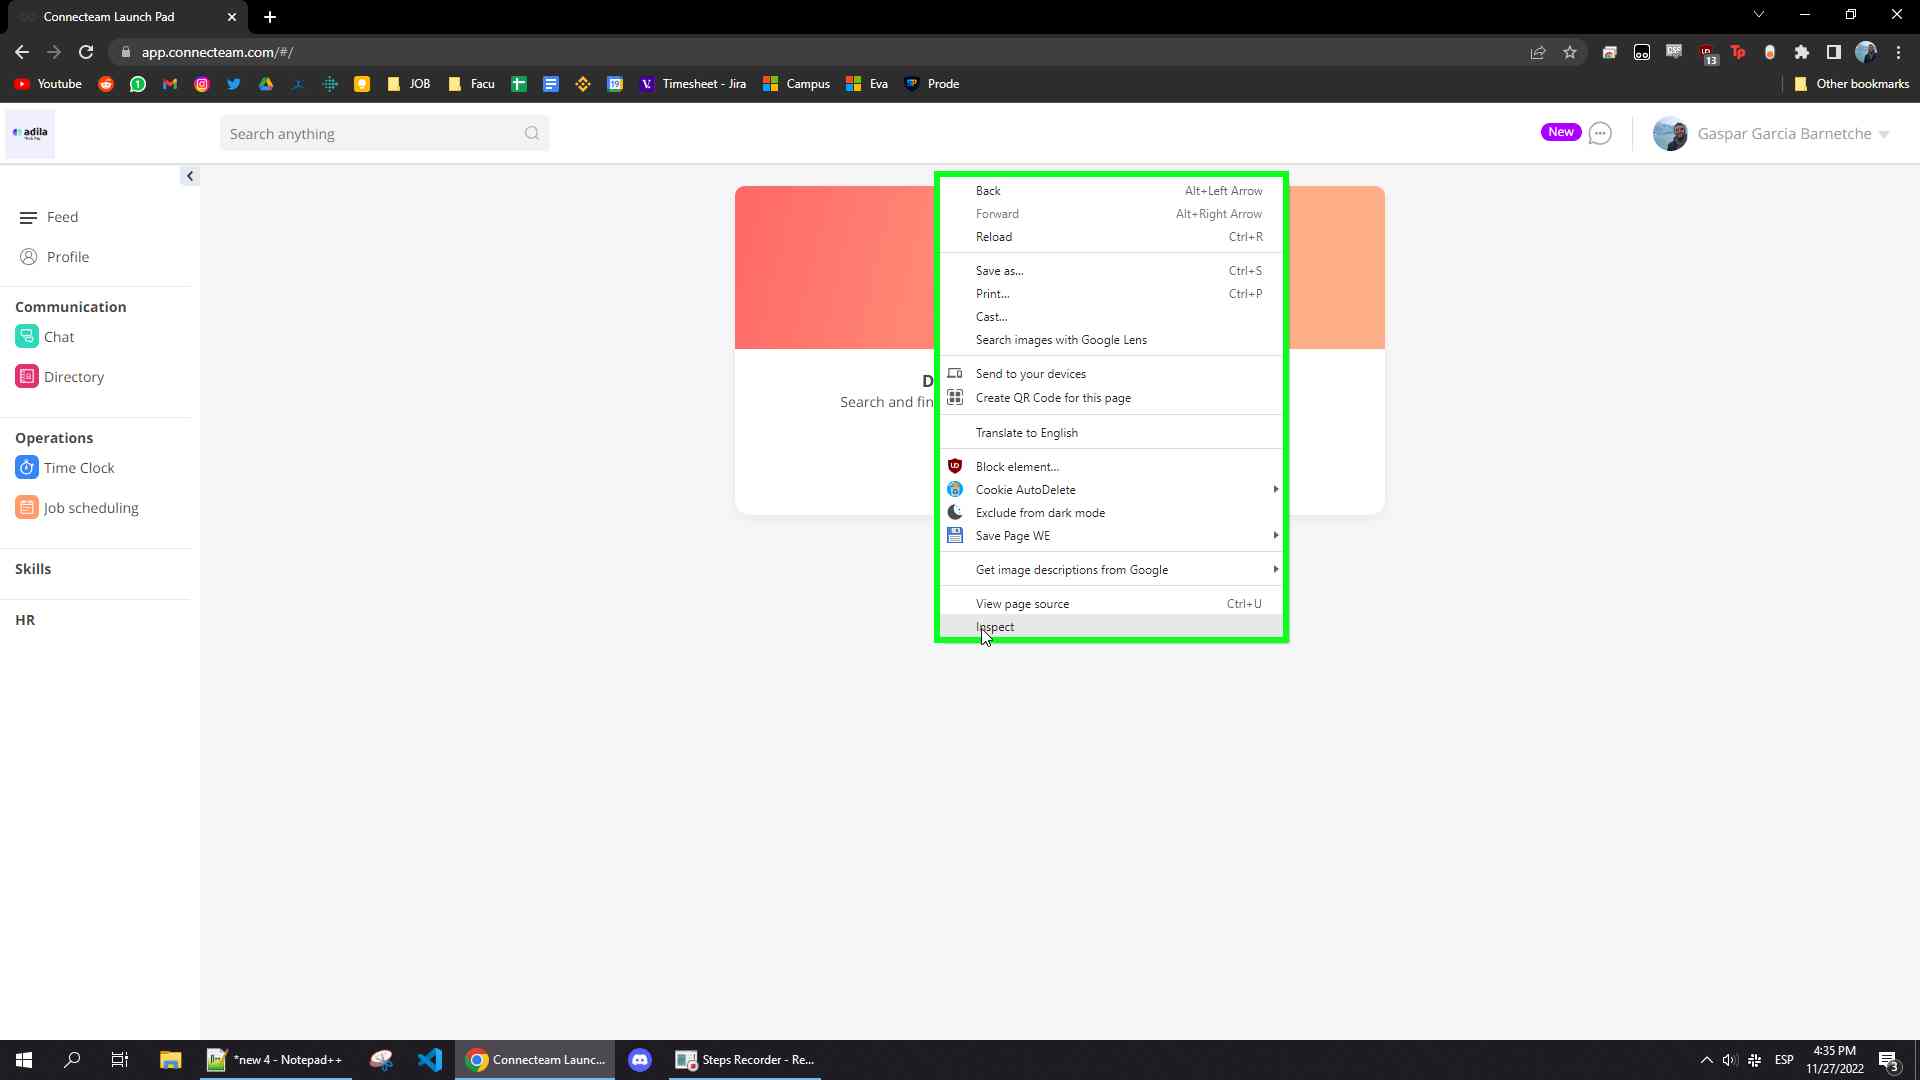 Connecteam Launch Pad
app.connecteam.com/#/
13
Youtube
1
JOB
Facu
19
Timesheet - Jira
Campus
Eva
Prode
Other bookmarks
adila
Search anything
New
Gaspar Garcia Barnetche
Feed
Profile
Communication
Chat
Directory
Operations
Time Clock
Job scheduling
Skills
HR
D
Search and fin
Back Alt+Left Arrow
Forward Alt+Right Arrow
Reload Ctrl+R
Save as... Ctrl+S
Print... Ctrl+P
Cast...
Search images with Google Lens
Send to your devices
Create QR Code for this page
Translate to English
Block element...
Cookie AutoDelete
Exclude from dark mode
Save Page WE
Get image descriptions from Google
View page source Ctrl+U
Inspect
*new 4 - Notepad++
Connecteam Launc...
Steps Recorder - Re...
ESP
4:35 PM
11/27/2022
3